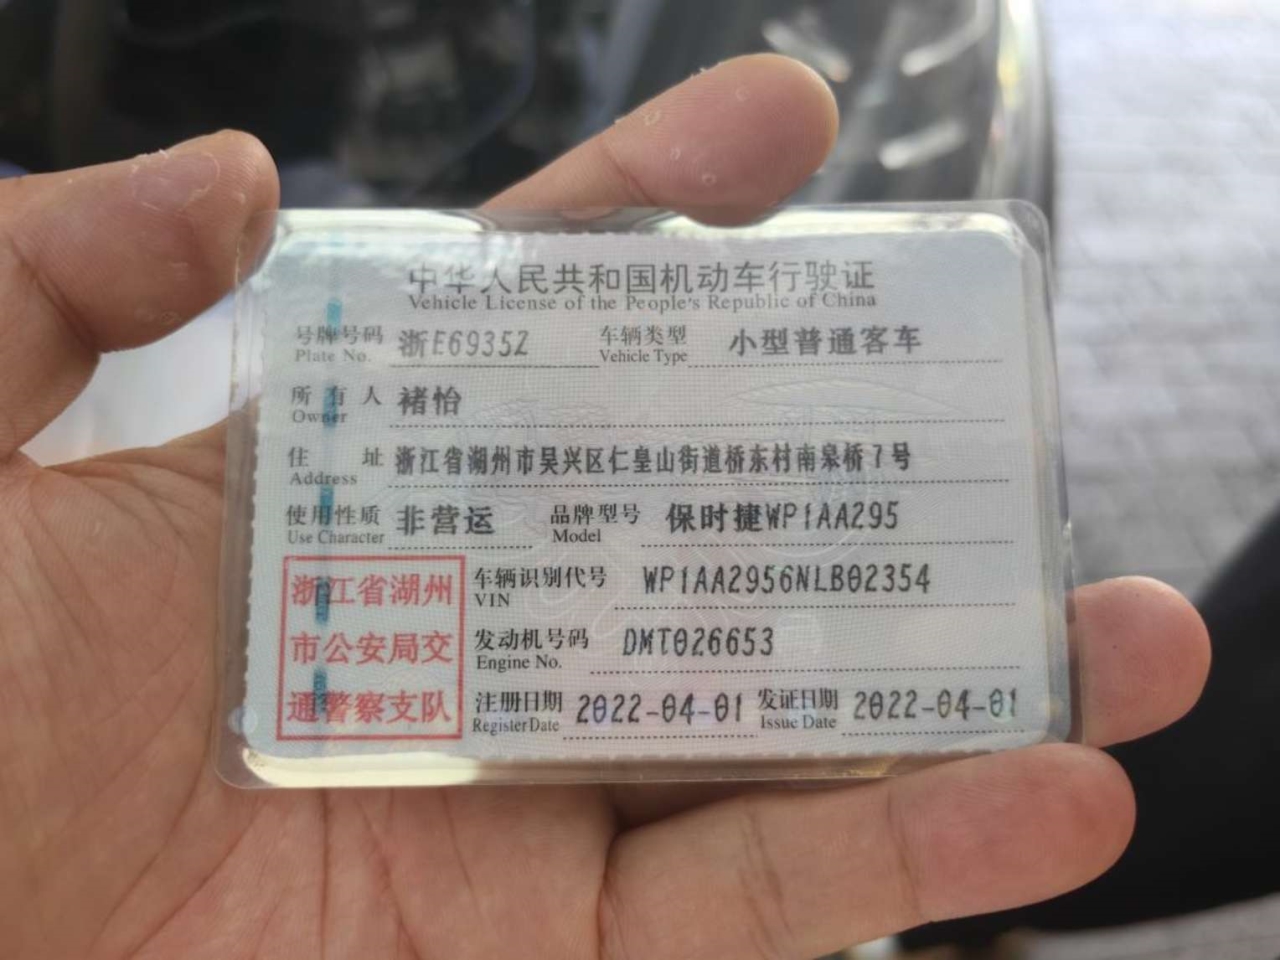 中华人民共和国机动车行驶证
Vehicle License of the People's Republic of China
号牌号码 浙E6935Z 车辆类型 小型普通客车
Plate No. Vehicle Type
所有人 褚怡
Owner
住址 浙江省湖州市吴兴区仁皇山街道桥东村南泉桥7号
Address
使用性质 非营运 品牌型号 保时捷WP1AA295
Use Character Model
浙江省湖州
市公安局交
通警察支队
车辆识别代号 WP1AA2956NLB02354
VIN
发动机号码 DMT026653
Engine No.
注册日期 2022-04-01 发证日期 2022-04-01
Register Date Issue Date